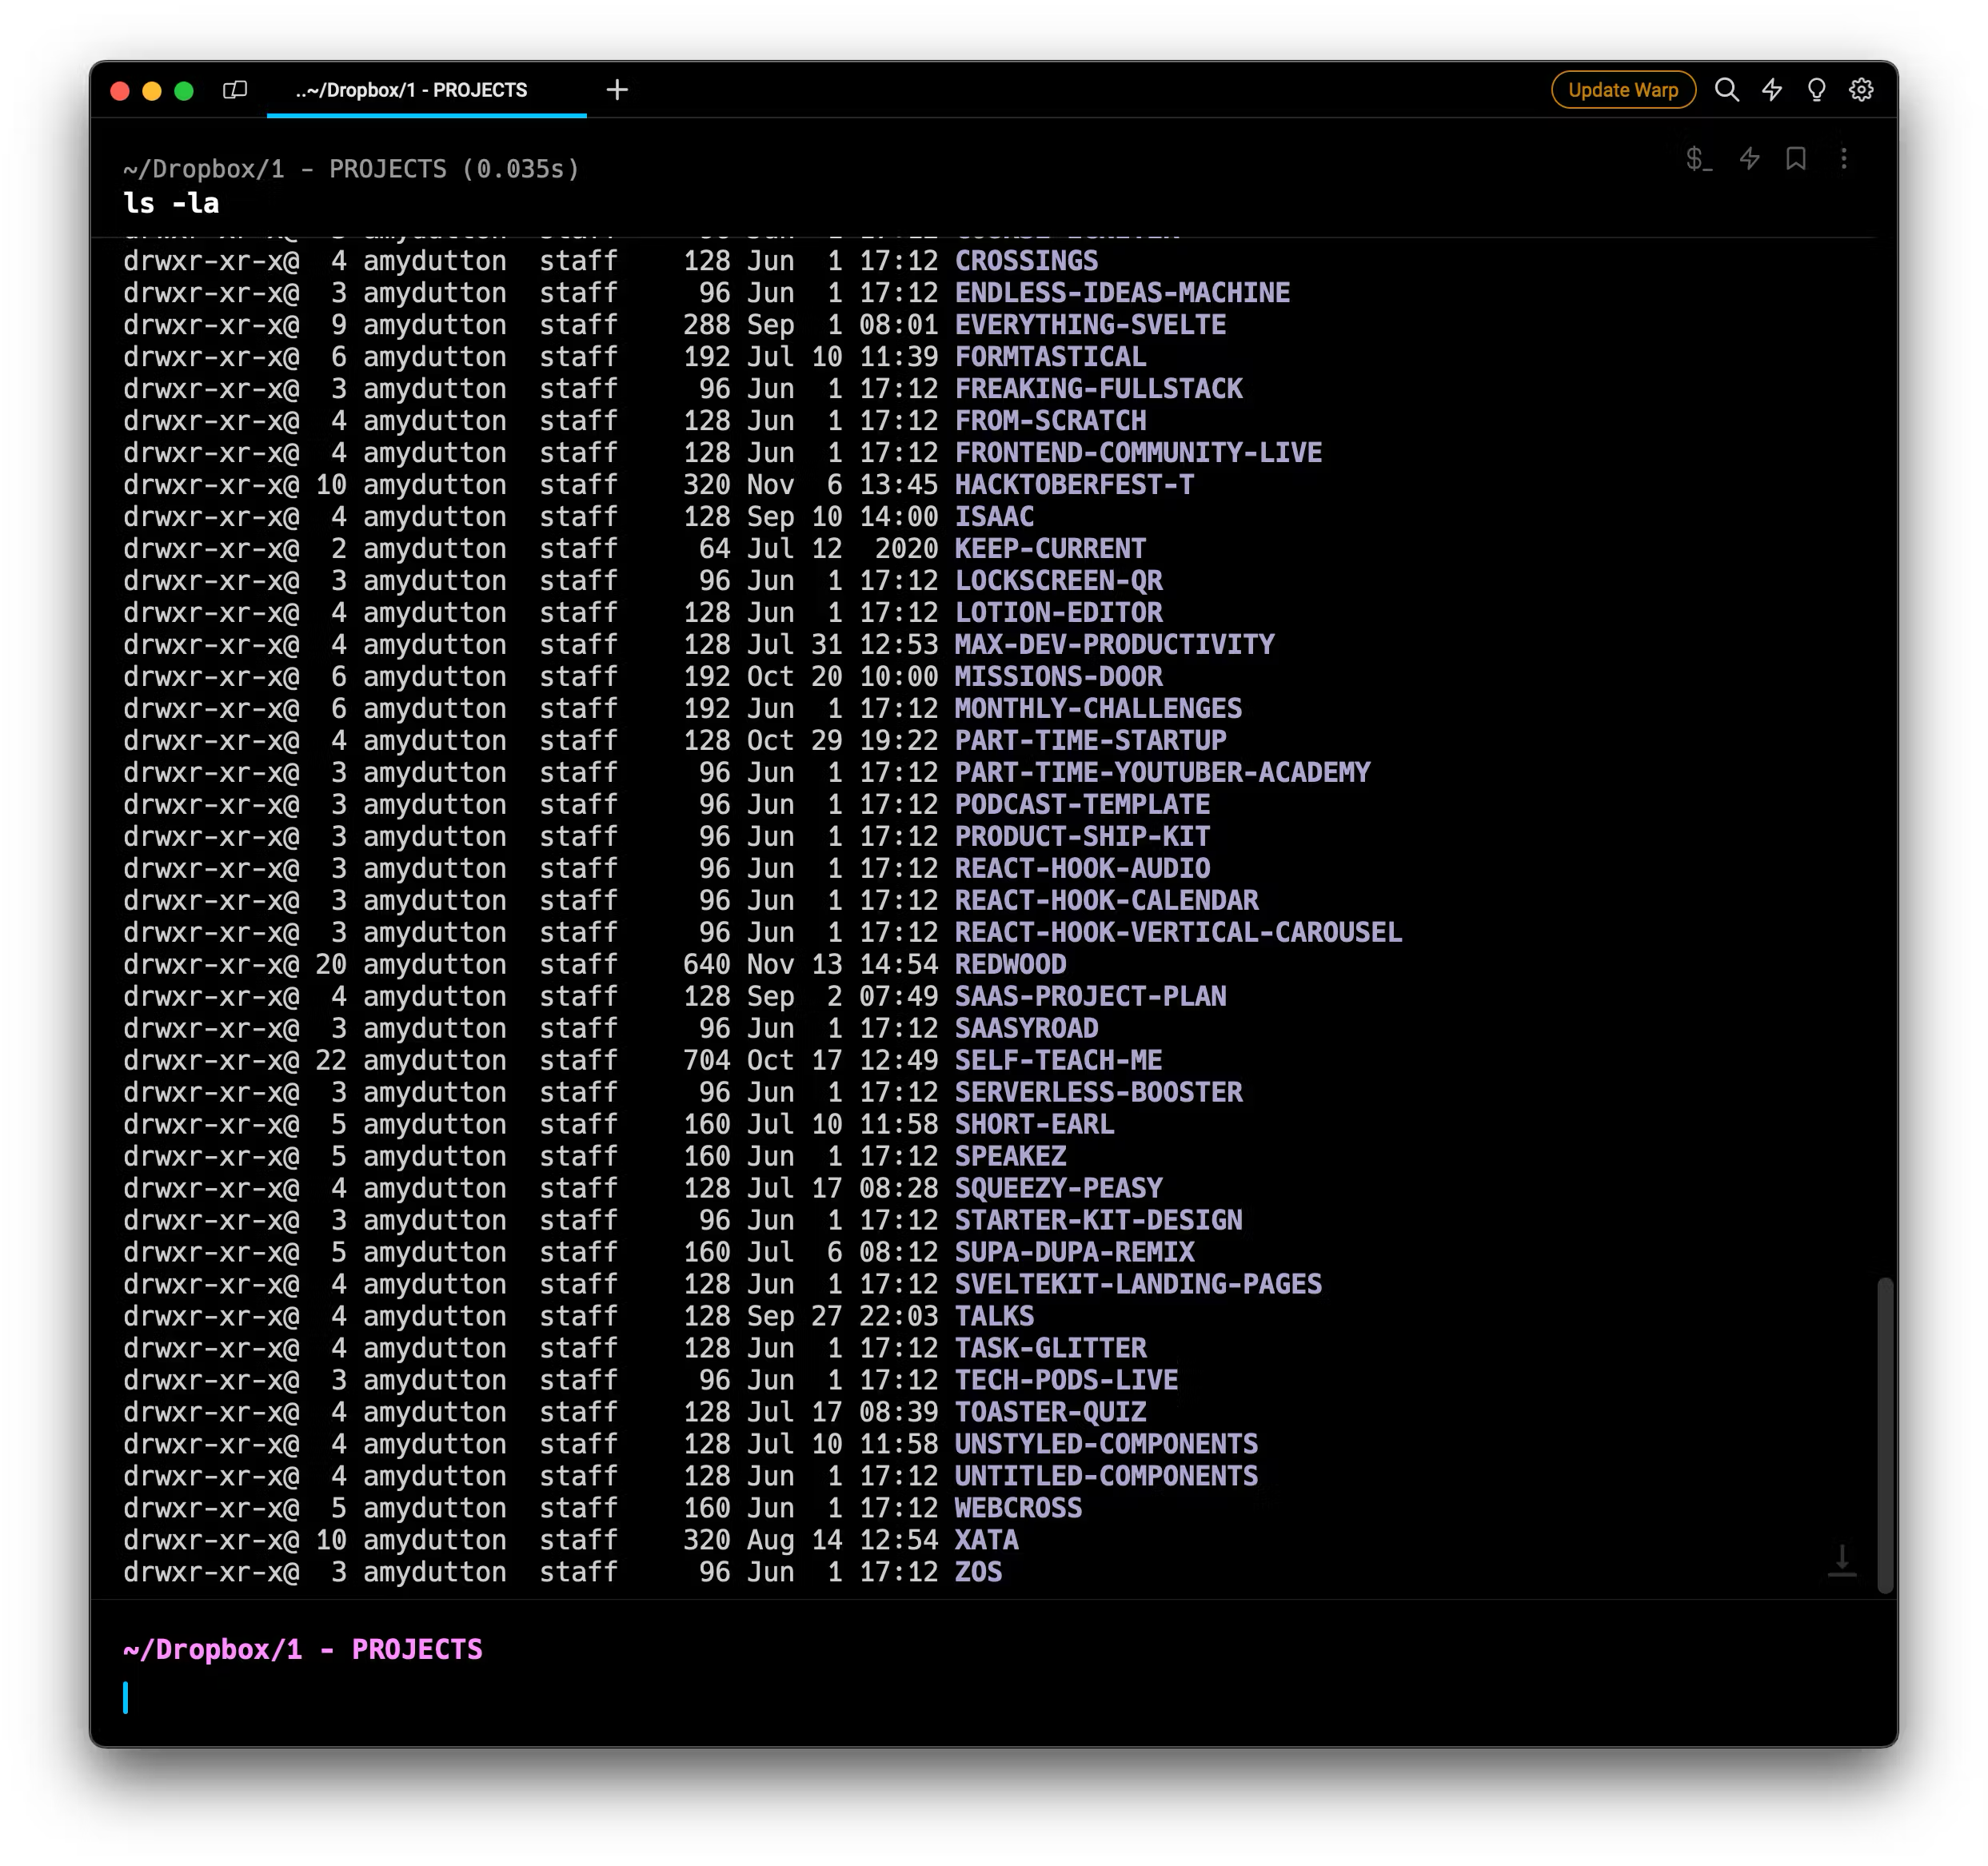 ..~/Dropbox/1 - PROJECTS
Update Warp
~/Dropbox/1 - PROJECTS (0.035s)
$_
ls -la
drwxr-xr-x@  4 amydutton  staff    128 Jun  1 17:12 CROSSINGS
drwxr-xr-x@  3 amydutton  staff     96 Jun  1 17:12 ENDLESS-IDEAS-MACHINE
drwxr-xr-x@  9 amydutton  staff    288 Sep  1 08:01 EVERYTHING-SVELTE
drwxr-xr-x@  6 amydutton  staff    192 Jul 10 11:39 FORMTASTICAL
drwxr-xr-x@  3 amydutton  staff     96 Jun  1 17:12 FREAKING-FULLSTACK
drwxr-xr-x@  4 amydutton  staff    128 Jun  1 17:12 FROM-SCRATCH
drwxr-xr-x@  4 amydutton  staff    128 Jun  1 17:12 FRONTEND-COMMUNITY-LIVE
drwxr-xr-x@ 10 amydutton  staff    320 Nov  6 13:45 HACKTOBERFEST-T
drwxr-xr-x@  4 amydutton  staff    128 Sep 10 14:00 ISAAC
drwxr-xr-x@  2 amydutton  staff     64 Jul 12  2020 KEEP-CURRENT
drwxr-xr-x@  3 amydutton  staff     96 Jun  1 17:12 LOCKSCREEN-QR
drwxr-xr-x@  4 amydutton  staff    128 Jun  1 17:12 LOTION-EDITOR
drwxr-xr-x@  4 amydutton  staff    128 Jul 31 12:53 MAX-DEV-PRODUCTIVITY
drwxr-xr-x@  6 amydutton  staff    192 Oct 20 10:00 MISSIONS-DOOR
drwxr-xr-x@  6 amydutton  staff    192 Jun  1 17:12 MONTHLY-CHALLENGES
drwxr-xr-x@  4 amydutton  staff    128 Oct 29 19:22 PART-TIME-STARTUP
drwxr-xr-x@  3 amydutton  staff     96 Jun  1 17:12 PART-TIME-YOUTUBER-ACADEMY
drwxr-xr-x@  3 amydutton  staff     96 Jun  1 17:12 PODCAST-TEMPLATE
drwxr-xr-x@  3 amydutton  staff     96 Jun  1 17:12 PRODUCT-SHIP-KIT
drwxr-xr-x@  3 amydutton  staff     96 Jun  1 17:12 REACT-HOOK-AUDIO
drwxr-xr-x@  3 amydutton  staff     96 Jun  1 17:12 REACT-HOOK-CALENDAR
drwxr-xr-x@  3 amydutton  staff     96 Jun  1 17:12 REACT-HOOK-VERTICAL-CAROUSEL
drwxr-xr-x@ 20 amydutton  staff    640 Nov 13 14:54 REDWOOD
drwxr-xr-x@  4 amydutton  staff    128 Sep  2 07:49 SAAS-PROJECT-PLAN
drwxr-xr-x@  3 amydutton  staff     96 Jun  1 17:12 SAASYROAD
drwxr-xr-x@ 22 amydutton  staff    704 Oct 17 12:49 SELF-TEACH-ME
drwxr-xr-x@  3 amydutton  staff     96 Jun  1 17:12 SERVERLESS-BOOSTER
drwxr-xr-x@  5 amydutton  staff    160 Jul 10 11:58 SHORT-EARL
drwxr-xr-x@  5 amydutton  staff    160 Jun  1 17:12 SPEAKEZ
drwxr-xr-x@  4 amydutton  staff    128 Jul 17 08:28 SQUEEZY-PEASY
drwxr-xr-x@  3 amydutton  staff     96 Jun  1 17:12 STARTER-KIT-DESIGN
drwxr-xr-x@  5 amydutton  staff    160 Jul  6 08:12 SUPA-DUPA-REMIX
drwxr-xr-x@  4 amydutton  staff    128 Jun  1 17:12 SVELTEKIT-LANDING-PAGES
drwxr-xr-x@  4 amydutton  staff    128 Sep 27 22:03 TALKS
drwxr-xr-x@  4 amydutton  staff    128 Jun  1 17:12 TASK-GLITTER
drwxr-xr-x@  3 amydutton  staff     96 Jun  1 17:12 TECH-PODS-LIVE
drwxr-xr-x@  4 amydutton  staff    128 Jul 17 08:39 TOASTER-QUIZ
drwxr-xr-x@  4 amydutton  staff    128 Jul 10 11:58 UNSTYLED-COMPONENTS
drwxr-xr-x@  4 amydutton  staff    128 Jun  1 17:12 UNTITLED-COMPONENTS
drwxr-xr-x@  5 amydutton  staff    160 Jun  1 17:12 WEBCROSS
drwxr-xr-x@ 10 amydutton  staff    320 Aug 14 12:54 XATA
drwxr-xr-x@  3 amydutton  staff     96 Jun  1 17:12 ZOS
~/Dropbox/1 - PROJECTS